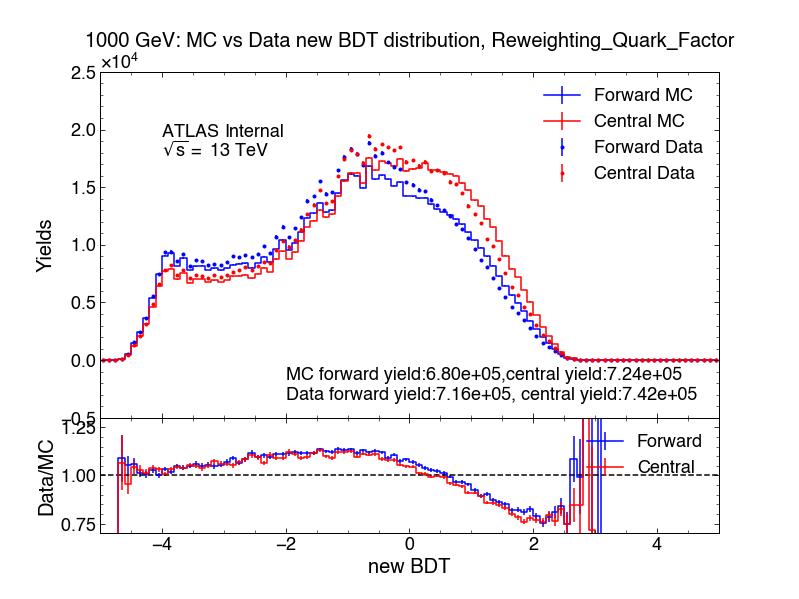 1000 GeV: MC vs Data new BDT distribution, Reweighting_Quark_Factor
×10⁴
2.5
2.0
1.5
1.0
0.5
0.0
-0.5
Yields
ATLAS Internal
√s = 13 TeV
Forward MC
Central MC
Forward Data
Central Data
MC forward yield:6.80e+05,central yield:7.24e+05
Data forward yield:7.16e+05, central yield:7.42e+05
1.25
1.00
0.75
Data/MC
Forward
Central
−4
−2
0
2
4
new BDT